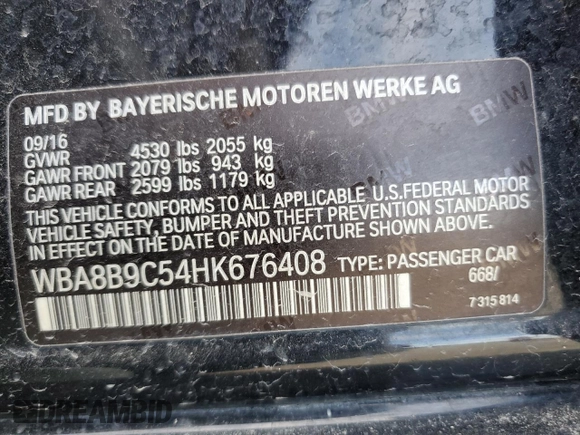 MFD BY BAYERISCHE MOTOREN WERKE AG
09/16
GVWR 4530 lbs 2055 kg
GAWR FRONT 2079 lbs 943 kg
GAWR REAR 2599 lbs 1179 kg
THIS VEHICLE CONFORMS TO ALL APPLICABLE U.S.FEDERAL MOTOR
VEHICLE SAFETY, BUMPER AND THEFT PREVENTION STANDARDS
IN EFFECT ON THE DATE OF MANUFACTURE SHOWN ABOVE.
WBA8B9C54HK676408 TYPE: PASSENGER CAR
668/
7 315 814
BMW
BMW
DREAMBID